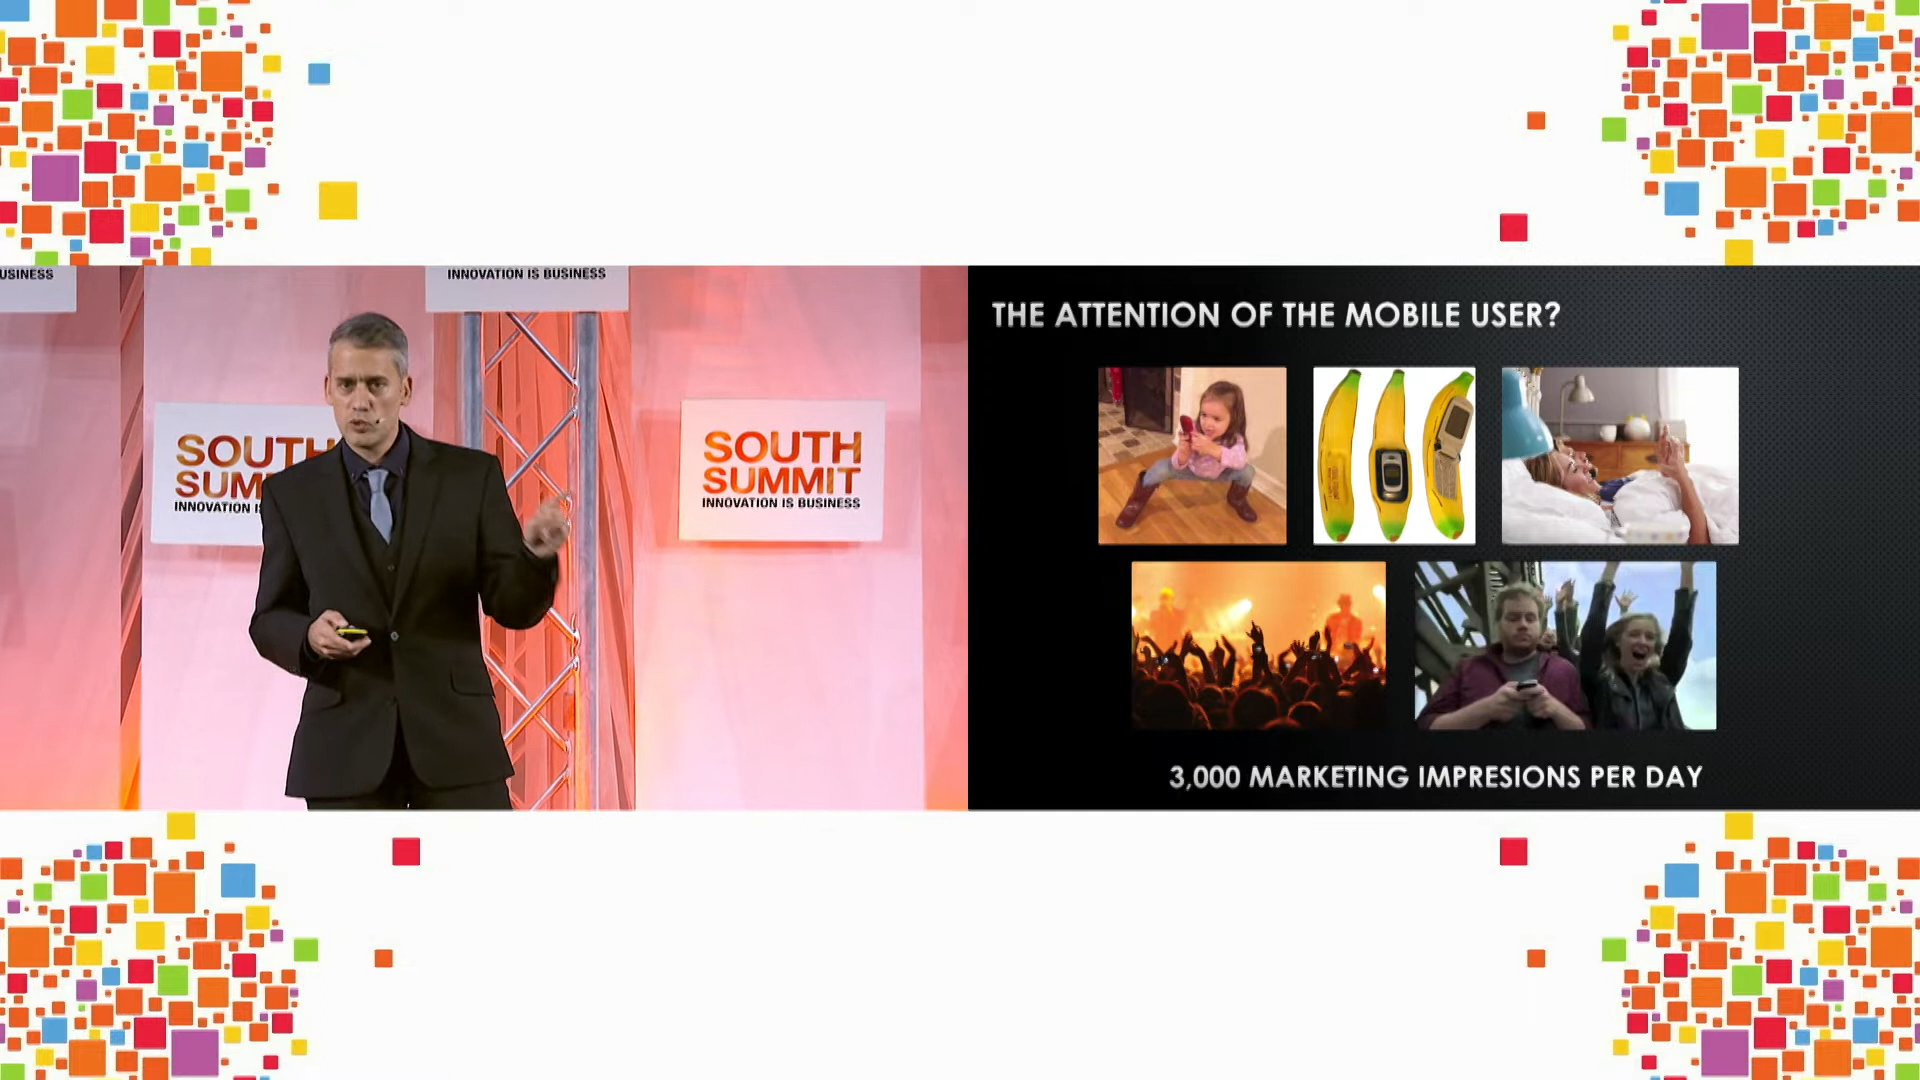 USINESS
INNOVATION IS BUSINESS
SOUTH
SUM
INNOVATION I
SOUTH
SUMMIT
INNOVATION IS BUSINESS
THE ATTENTION OF THE MOBILE USER?
3,000 MARKETING IMPRESIONS PER DAY